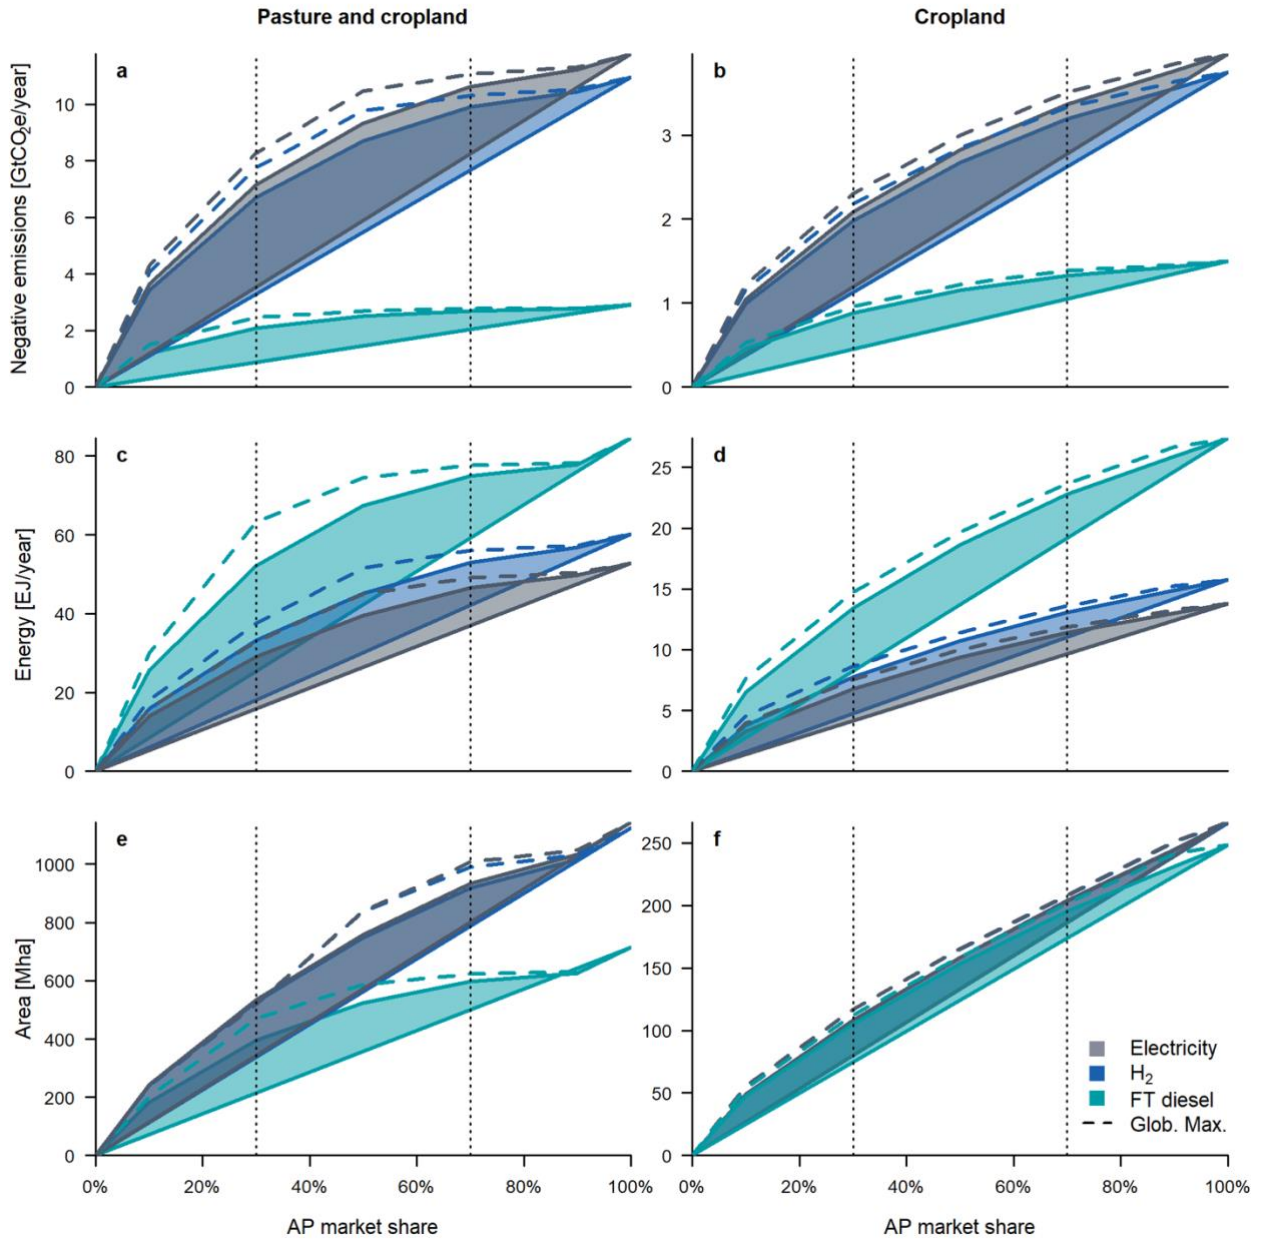 Pasture and cropland
Cropland
a
b
Negative emissions [GtCO₂e/year]
10
8
6
4
2
0
3
2
1
0
c
d
Energy [EJ/year]
80
60
40
20
0
25
20
15
10
5
0
e
f
Area [Mha]
1000
800
600
400
200
0
250
200
150
100
50
0
Electricity
H₂
FT diesel
Glob. Max.
0% 20% 40% 60% 80% 100%
0% 20% 40% 60% 80% 100%
AP market share
AP market share